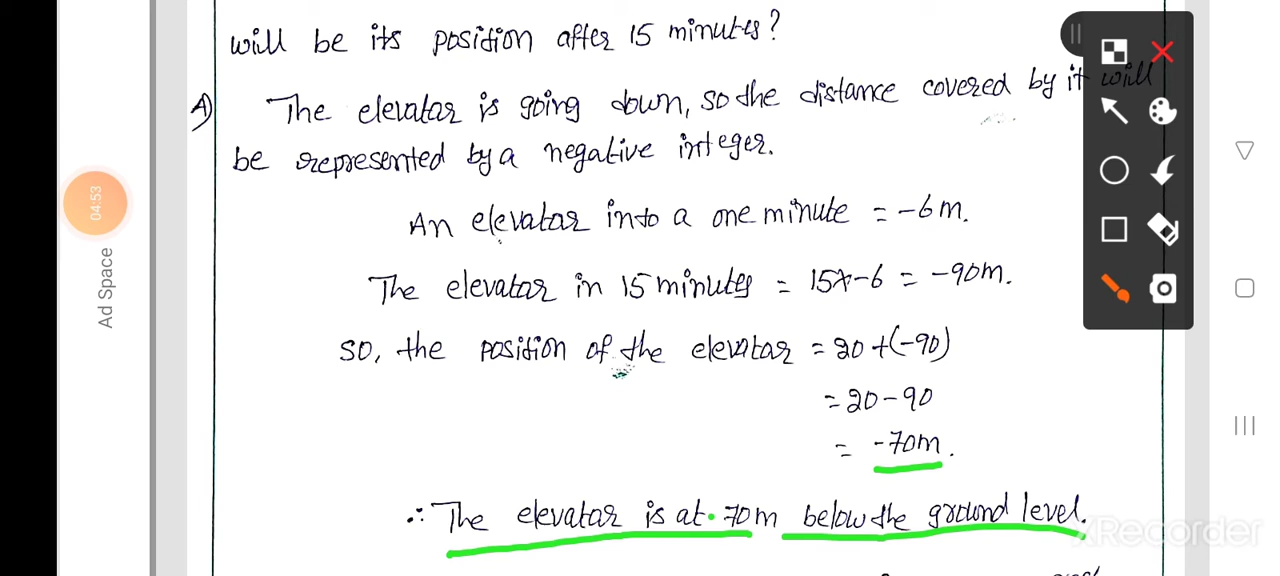 will be its position after 15 minutes?
A) The elevator is going down, so the distance covered by it will
be represented by a negative integer.
An elevator into a one minute = -6m.
The elevator in 15 minutes = 15x-6 = -90m.
so, the position of the elevator = 20+(-90)
= 20-90
= -70m.
∴ The elevator is at 70m below the ground level.
04:53
Ad Space
XRecorder